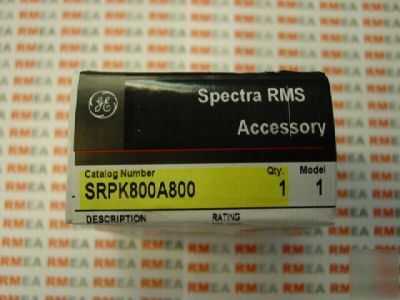 GE
Spectra RMS
Accessory
Catalog Number Qty. Model
SRPK800A800 1 1
DESCRIPTION RATING